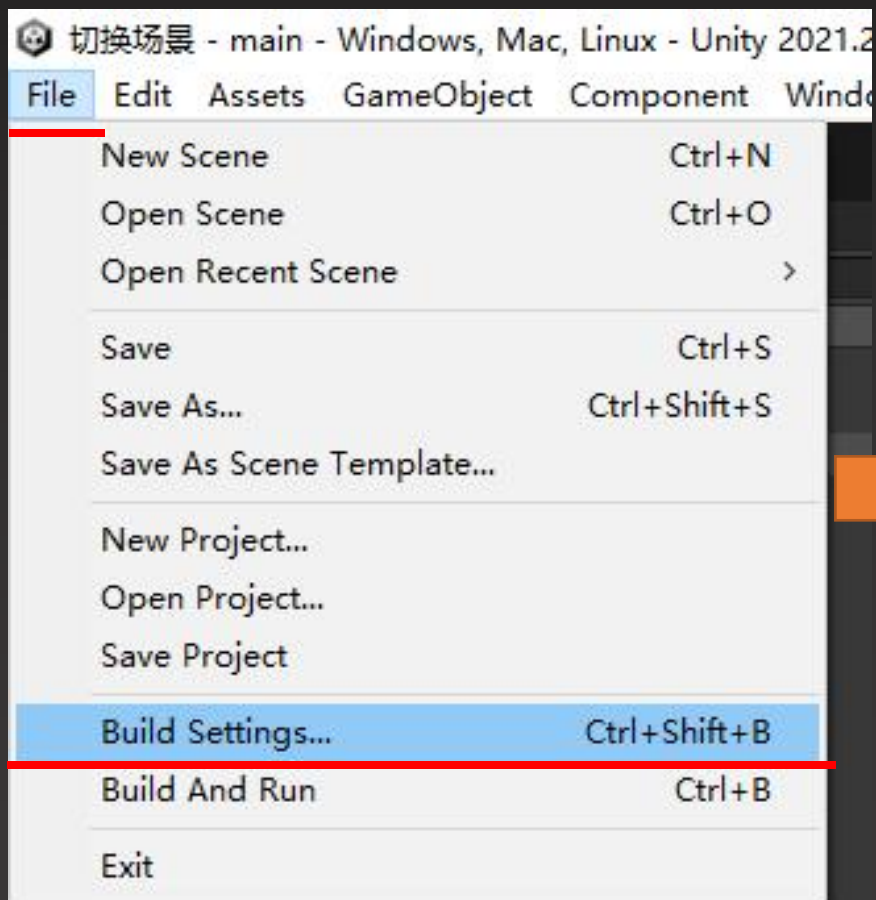 切换场景 - main - Windows, Mac, Linux - Unity 2021.2
File Edit Assets GameObject Component
New Scene Ctrl+N
Open Scene Ctrl+O
Open Recent Scene >
Save Ctrl+S
Save As... Ctrl+Shift+S
Save As Scene Template...
New Project...
Open Project...
Save Project
Build Settings... Ctrl+Shift+B
Build And Run Ctrl+B
Exit